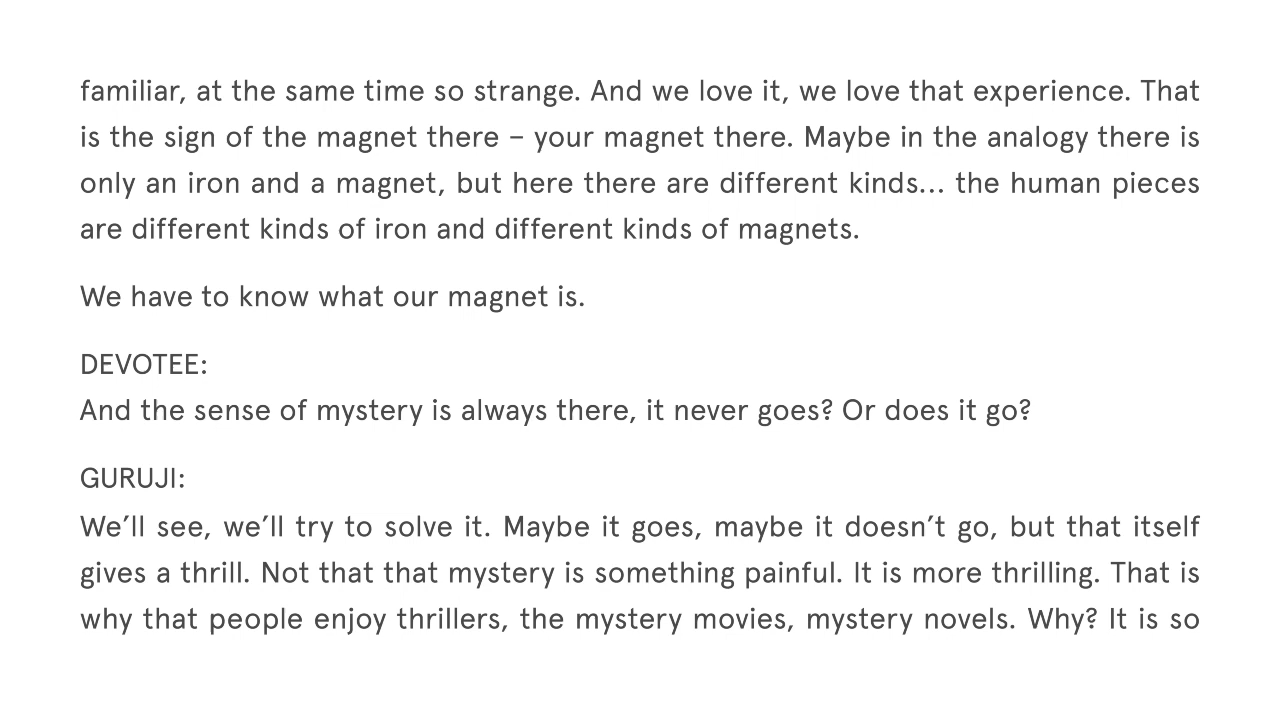 familiar, at the same time so strange. And we love it, we love that experience. That
is the sign of the magnet there – your magnet there. Maybe in the analogy there is
only an iron and a magnet, but here there are different kinds... the human pieces
are different kinds of iron and different kinds of magnets.
We have to know what our magnet is.
DEVOTEE:
And the sense of mystery is always there, it never goes? Or does it go?
GURUJI:
We’ll see, we’ll try to solve it. Maybe it goes, maybe it doesn’t go, but that itself
gives a thrill. Not that that mystery is something painful. It is more thrilling. That is
why that people enjoy thrillers, the mystery movies, mystery novels. Why? It is so